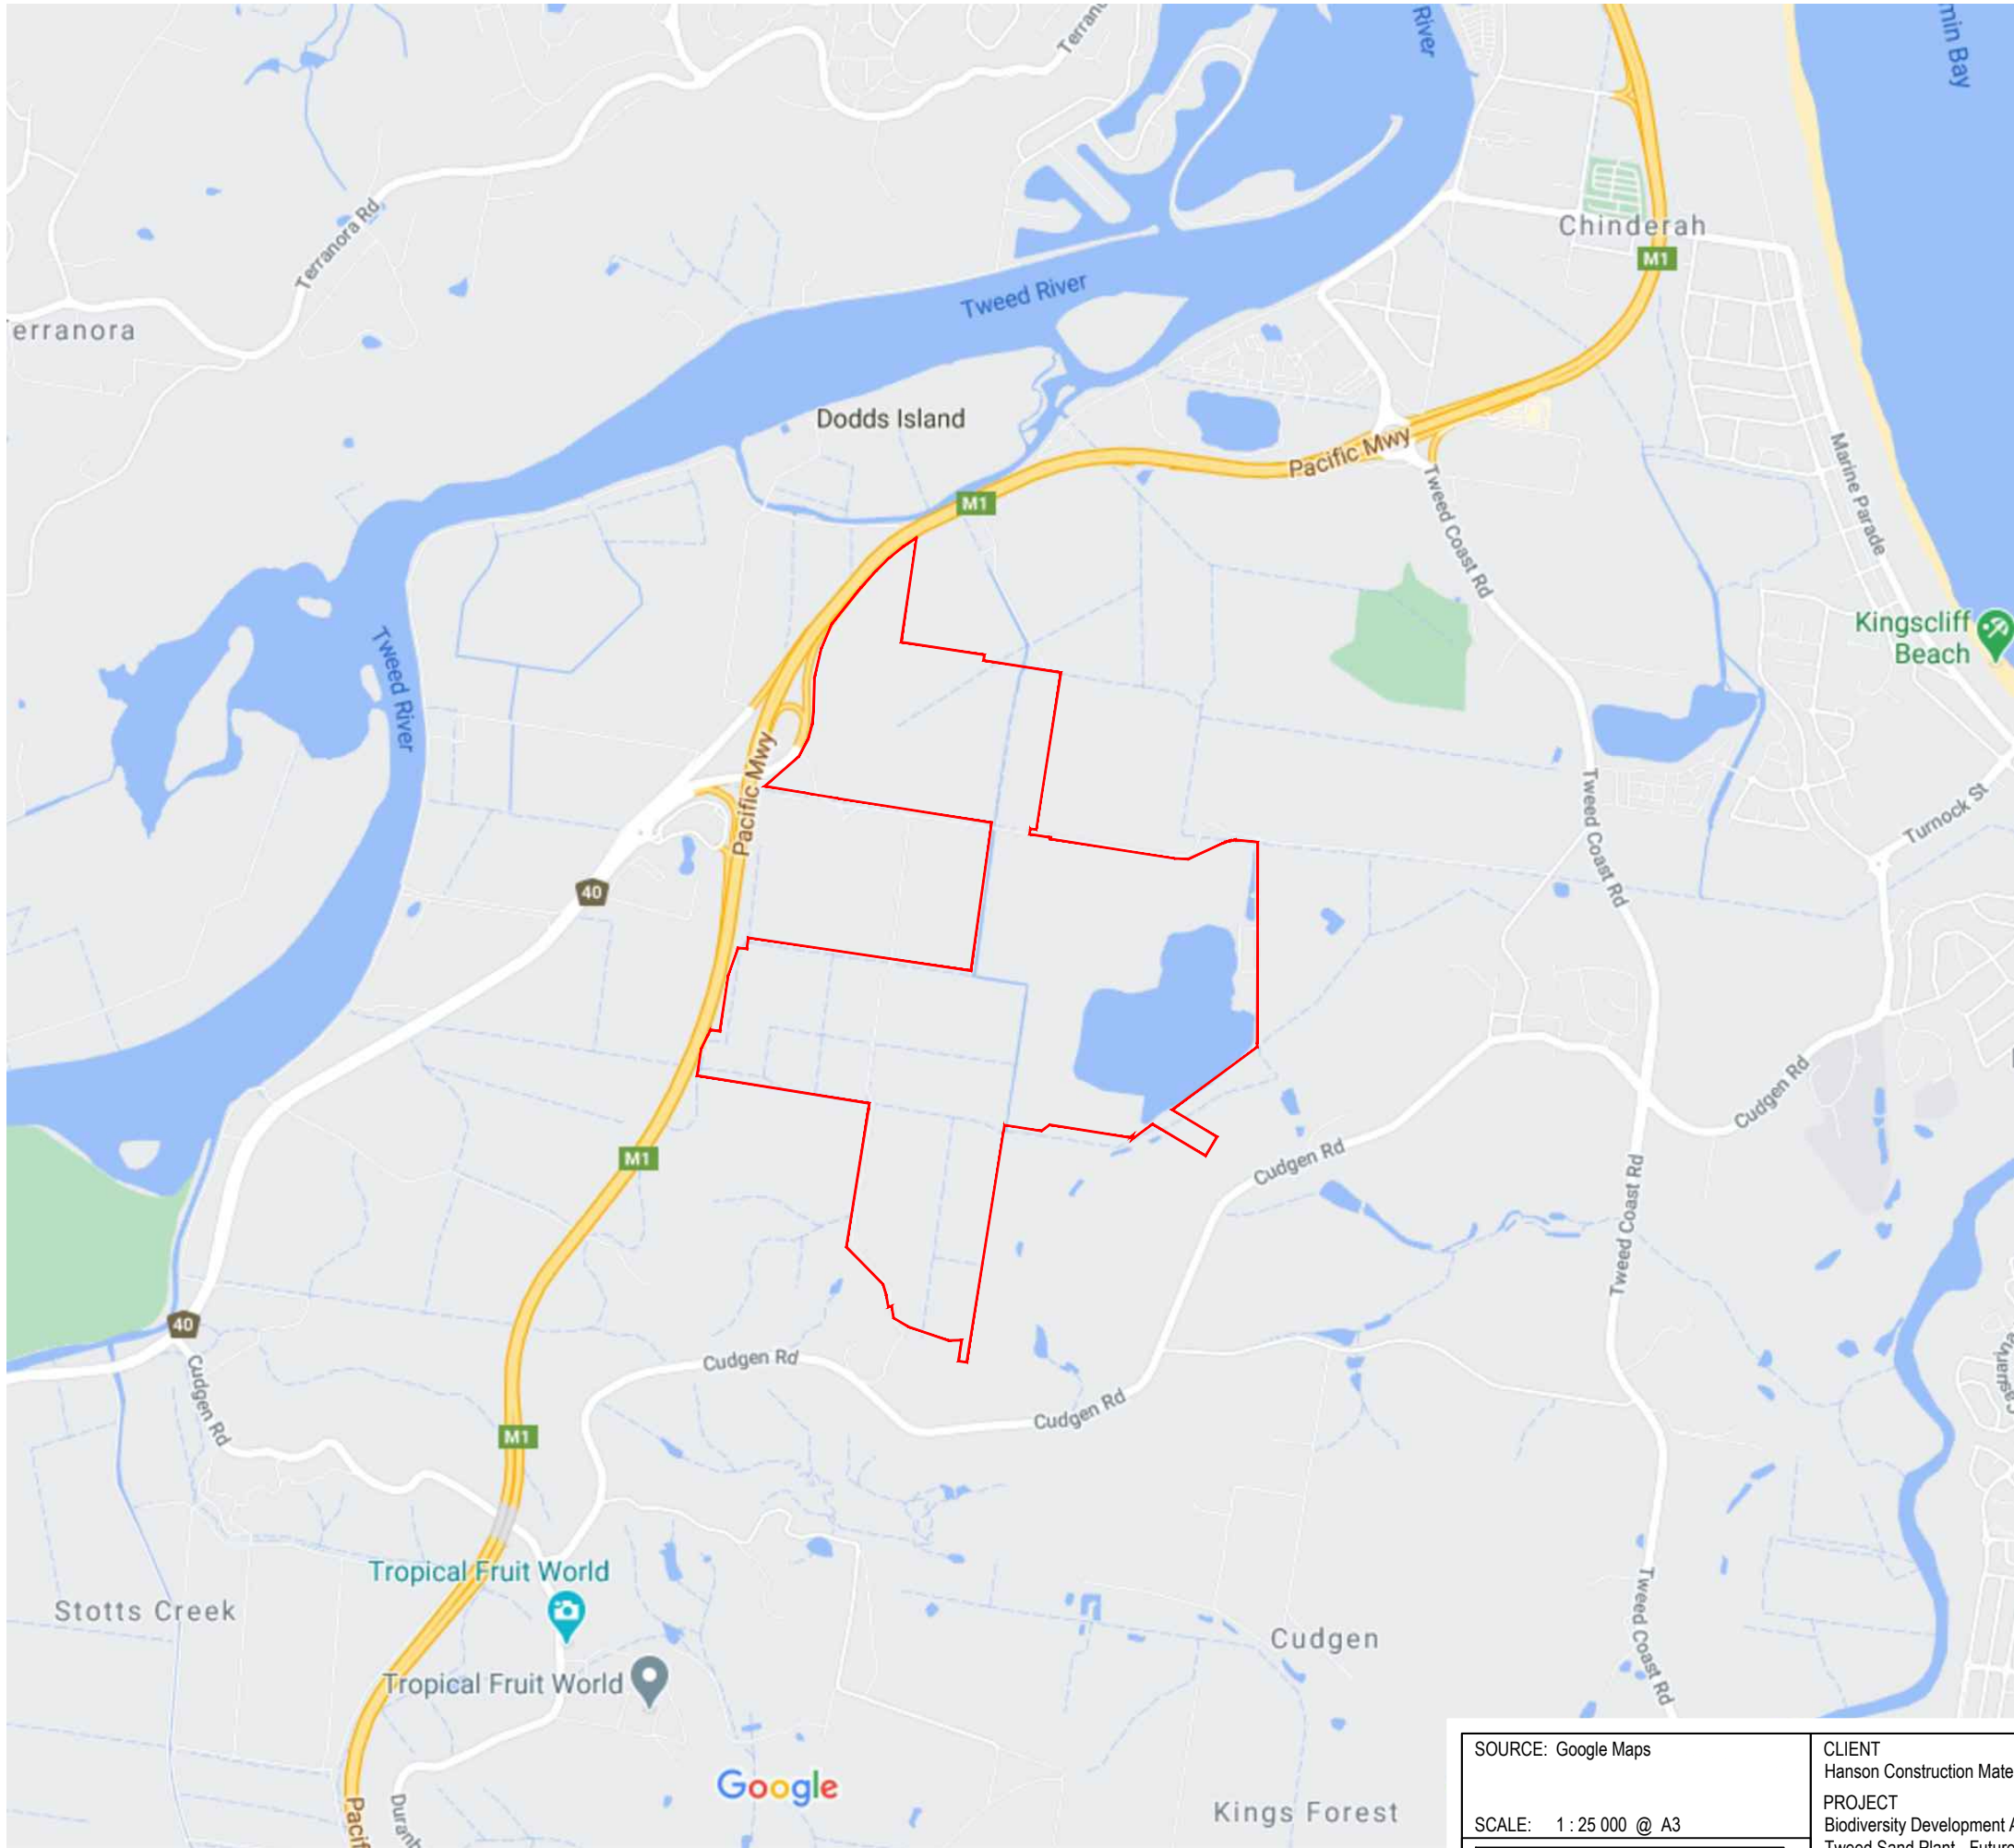 River
Terranora Rd
Chinderah
M1
Tweed River
erranora
Dodds Island
Pacific Mwy
M1
Marine Parade
Tweed Coast Rd
Kingscliff
Beach
Tweed River
Pacific Mwy
Tweed Coast Rd
Turnock St
40
Cudgen Rd
M1
Cudgen Rd
Tweed Coast Rd
40
Cudgen Rd
Cudgen Rd
Cudgen Rd
M1
Tropical Fruit World
Stotts Creek
Cudgen
Tweed Coast Rd
Tropical Fruit World
Google
Kings Forest
SOURCE: Google Maps
SCALE: 1 : 25 000 @ A3
CLIENT
Hanson Construction Mate
PROJECT
Biodiversity Development